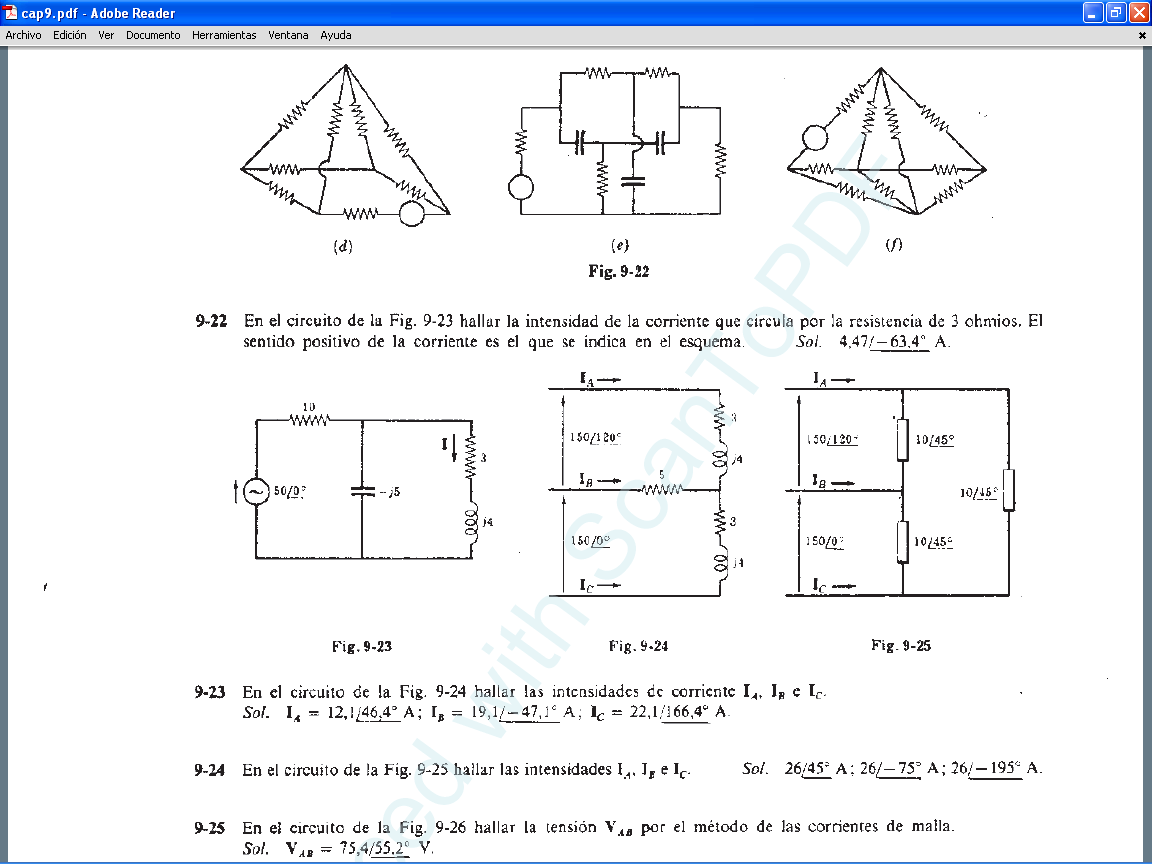 cap9.pdf - Adobe Reader
Archivo Edición Ver Documento Herramientas Ventana Ayuda
(d) (e) (f)
Fig. 9-22
9-22 En el circuito de la Fig. 9-23 hallar la intensidad de la corriente que circula por la resistencia de 3 ohmios. El
sentido positivo de la corriente es el que se indica en el esquema. Sol. 4,47/−63,4° A.
10
I
3
50/0°
-j5
j4
I_A
3
150/120°
j4
I_B
5
3
150/0°
j4
I_C
I_A
150/120°
10/45°
I_B
10/45°
150/0°
10/45°
I_C
Fig. 9-23 Fig. 9-24 Fig. 9-25
9-23 En el circuito de la Fig. 9-24 hallar las intensidades de corriente I_A, I_B e I_C.
Sol. I_A = 12,1/46,4° A; I_B = 19,1/−47,1° A; I_C = 22,1/166,4° A.
9-24 En el circuito de la Fig. 9-25 hallar las intensidades I_A, I_B e I_C. Sol. 26/45° A; 26/−75° A; 26/−195° A.
9-25 En el circuito de la Fig. 9-26 hallar la tensión V_AB por el método de las corrientes de malla.
Sol. V_AB = 75,4/55,2° V.
ned with ScanToPDF